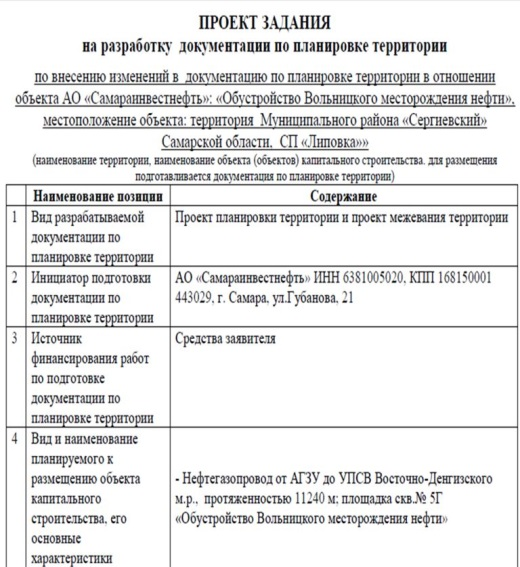 ПРОЕКТ ЗАДАНИЯ
на разработку документации по планировке территории
по внесению изменений в документацию по планировке территории в отношении
объекта АО «Самараинвестнефть»: «Обустройство Вольницкого месторождения нефти»,
местоположение объекта: территория Муниципального района «Сергиевский»
Самарской области, СП «Липовка»»
(наименование территории, наименование объекта (объектов) капитального строительства, для размещения
подготавливается документация по планировке территории)
Наименование позиции Содержание
1 Вид разрабатываемой Проект планировки территории и проект межевания территории
документации по
планировке территории
2 Инициатор подготовки АО «Самараинвестнефть» ИНН 6381005020, КПП 168150001
документации по 443029, г. Самара, ул.Губанова, 21
планировке территории
3 Источник Средства заявителя
финансирования работ
по подготовке
документации по
планировке территории
4 Вид и наименование
планируемого к
размещению объекта - Нефтегазопровод от АГЗУ до УПСВ Восточно-Денгизского
капитального м.р., протяженностью 11240 м; площадка скв.№ 5Г
строительства, его «Обустройство Вольницкого месторождения нефти»
основные
характеристики